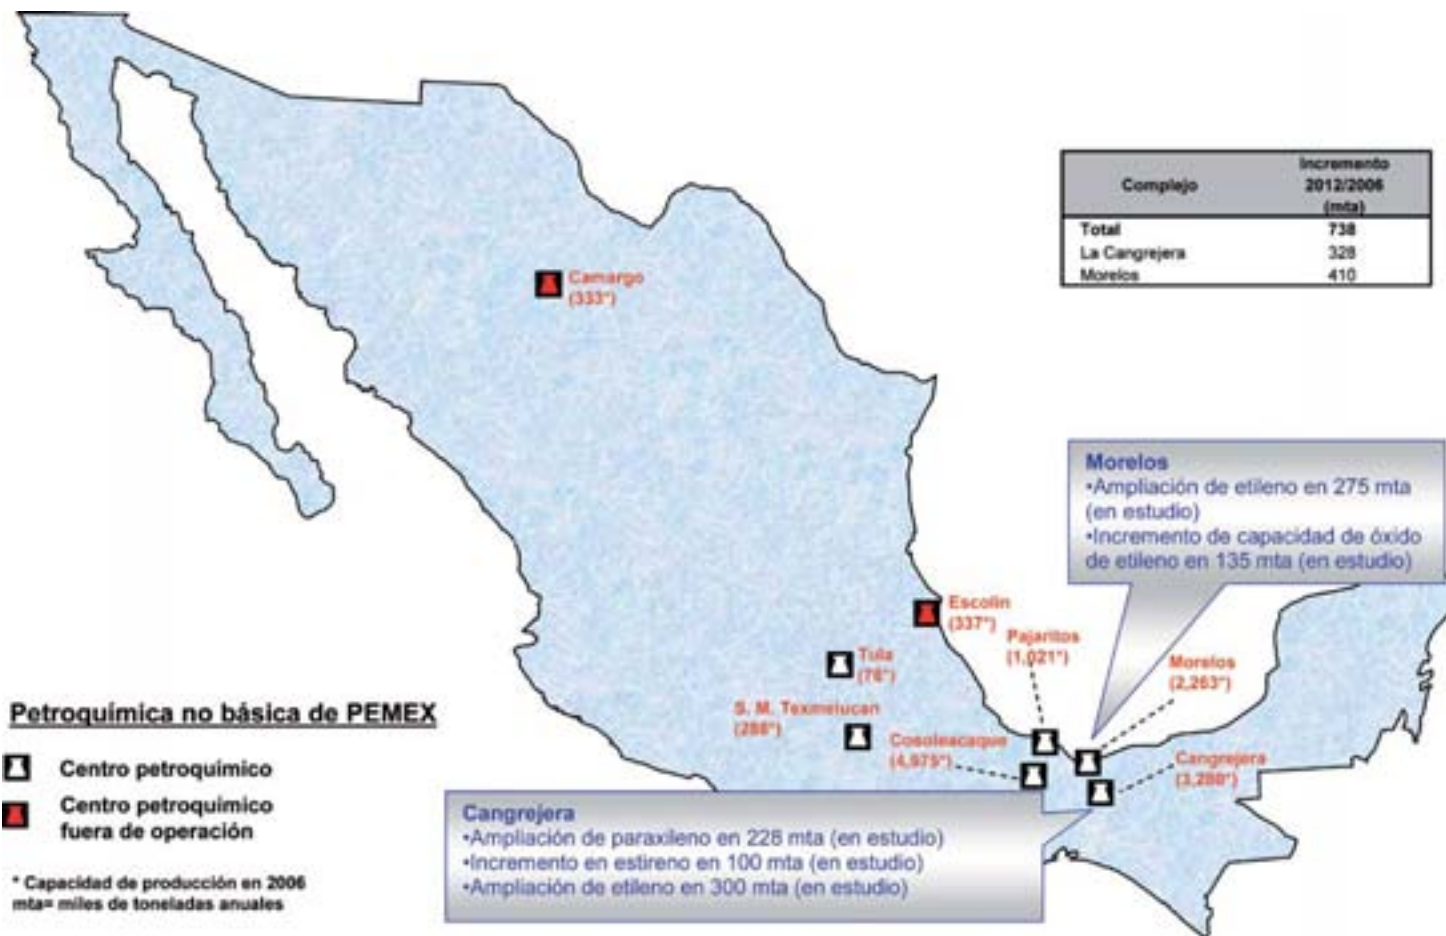 Complejo Incremento 2012/2006 (mta)
Total 738
La Cangrejera 328
Morelos 410
Camargo
(333*)
Morelos
•Ampliación de etileno en 275 mta
(en estudio)
•Incremento de capacidad de óxido
de etileno en 135 mta (en estudio)
Escolin
(337*)
Pajaritos
(1,021*)
Tula
(76*)
Morelos
(2,263*)
S. M. Texmelucan
(288*)
Cosoleacaque
(4,975*)
Cangrejera
(3,280*)
Petroquímica no básica de PEMEX
Centro petroquímico
Centro petroquímico
fuera de operación
Cangrejera
•Ampliación de paraxileno en 228 mta (en estudio)
•Incremento en estireno en 100 mta (en estudio)
•Ampliación de etileno en 300 mta (en estudio)
* Capacidad de producción en 2006
mta= miles de toneladas anuales